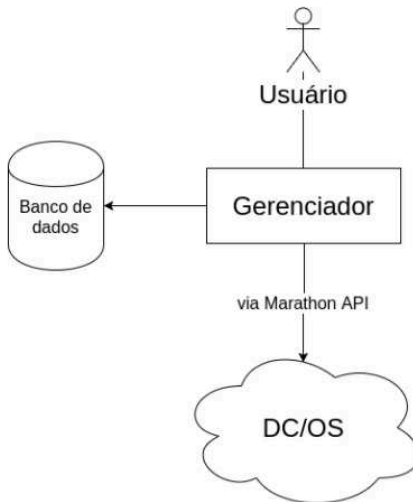 Usuário
Banco de
dados
Gerenciador
via Marathon API
DC/OS